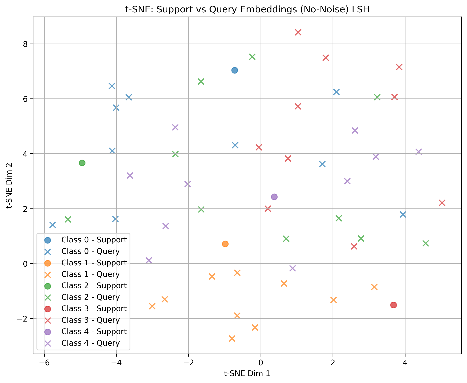 t-SNE: Support vs Query Embeddings (No-Noise) LSH
8
6
4
2
0
−2
t-SNE Dim 2
Class 0 - Support
Class 0 - Query
Class 1 - Support
Class 1 - Query
Class 2 - Support
Class 2 - Query
Class 3 - Support
Class 3 - Query
Class 4 - Support
Class 4 - Query
−6 −4 −2 0 2 4
t-SNE Dim 1